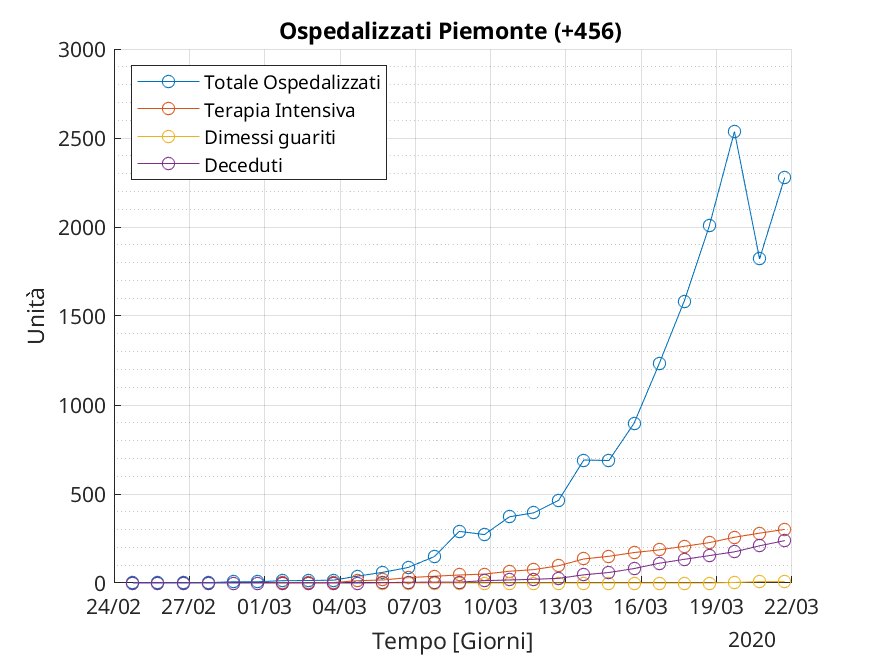 Ospedalizzati Piemonte (+456)
3000
2500
2000
1500
1000
500
0
Unità
Totale Ospedalizzati
Terapia Intensiva
Dimessi guariti
Deceduti
24/02 27/02 01/03 04/03 07/03 10/03 13/03 16/03 19/03 22/03
Tempo [Giorni]
2020